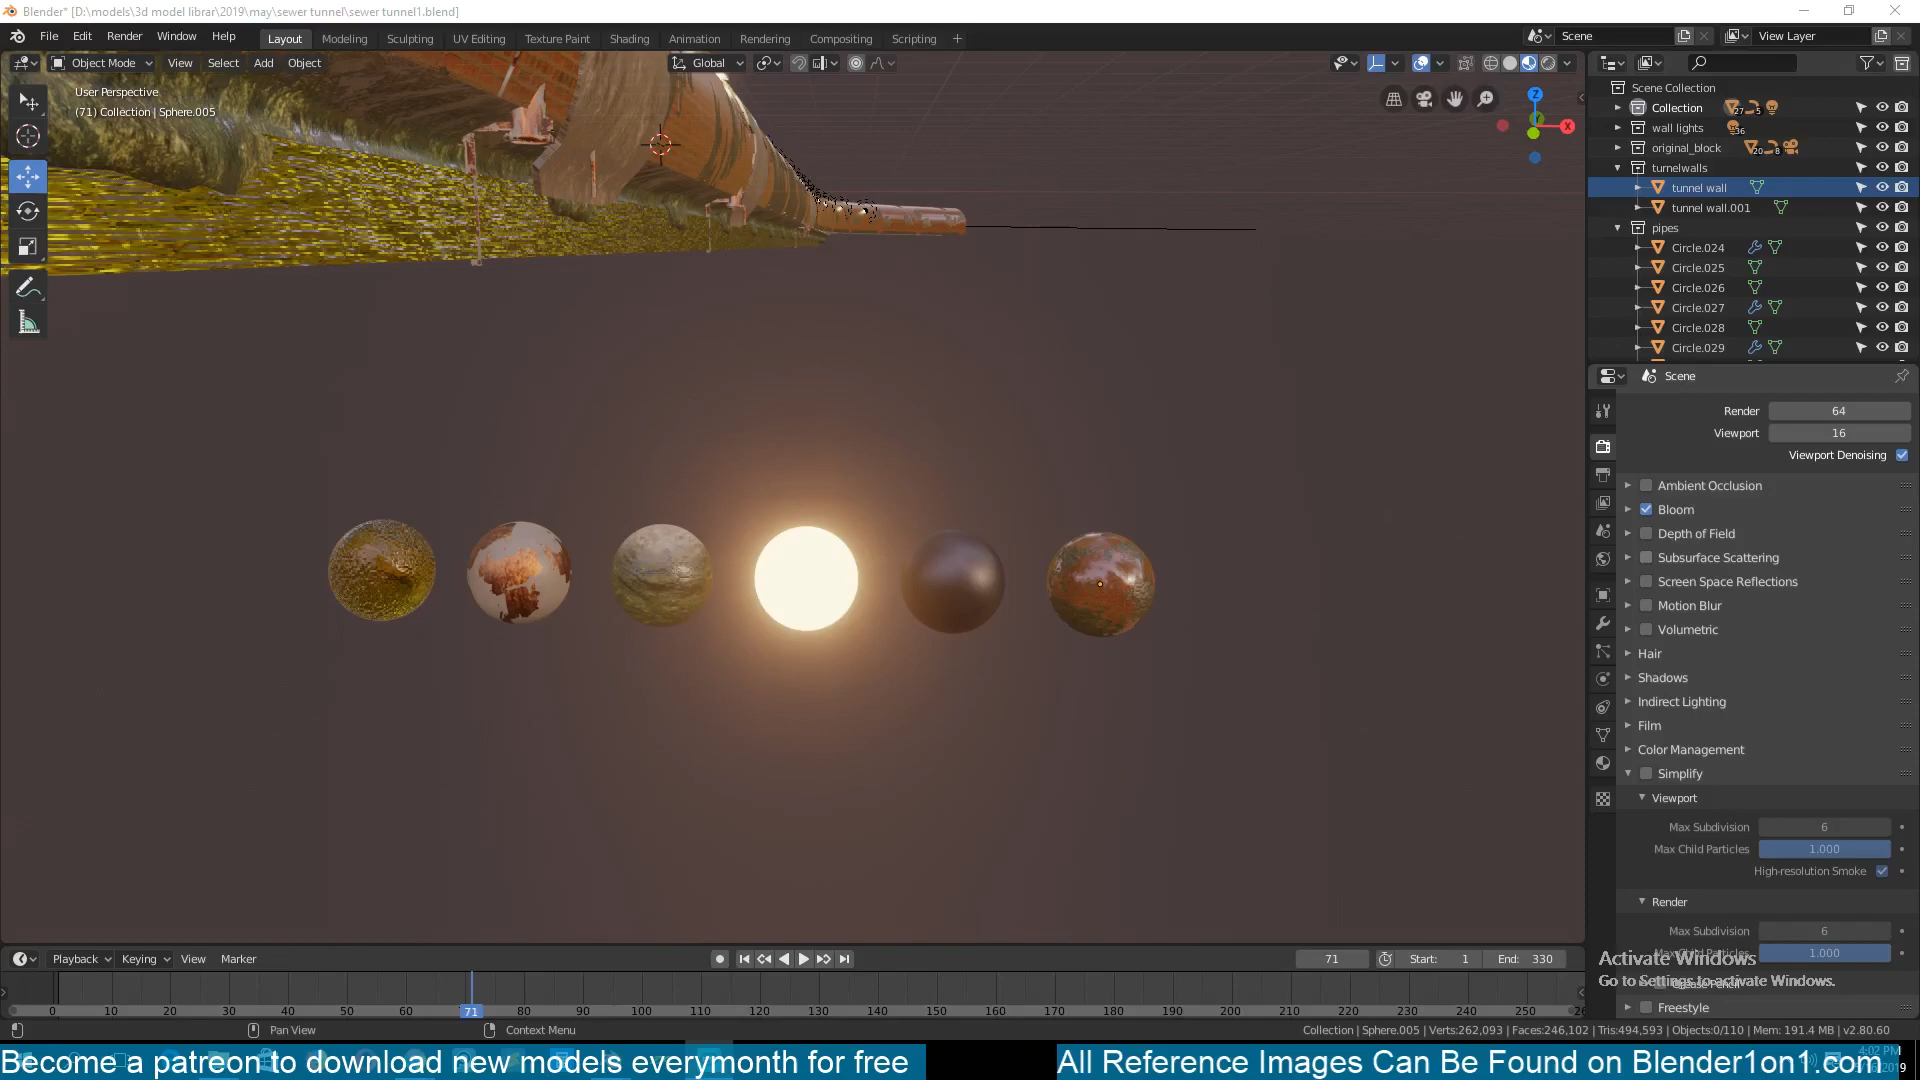 Blender* [D:\models\3d model librar\2019\may\sewer tunnel\sewer tunnel1.blend]
File Edit Render Window Help Layout Modeling Sculpting UV Editing Texture Paint Shading Animation Rendering Compositing Scripting + Scene View Layer
Object Mode View Select Add Object Global
User Perspective
(71) Collection | Sphere.005
Z
X
Scene Collection
Collection 27 5
wall lights 36
original_block 20 8
turnelwalls
tunnel wall
tunnel wall.001
pipes
Circle.024
Circle.025
Circle.026
Circle.027
Circle.028
Circle.029
Scene
Render 64
Viewport 16
Viewport Denoising
Ambient Occlusion
Bloom
Depth of Field
Subsurface Scattering
Screen Space Reflections
Motion Blur
Volumetric
Hair
Shadows
Indirect Lighting
Film
Color Management
Simplify
Viewport
Max Subdivision 6
Max Child Particles 1.000
High-resolution Smoke
Render
Max Subdivision 6
Max Child Particles 1.000
Activate Windows
Go to Settings to activate Windows.
Grease Pencil
Freestyle
Playback Keying View Marker 71 Start: 1 End: 330
0 10 20 30 40 50 60 71 80 90 100 110 120 130 140 150 160 170 180 190 200 210 220 230 240 250
Pan View Context Menu Collection | Sphere.005 | Verts:262,093 | Faces:246,102 | Tris:494,593 | Objects:0/110 | Mem: 191.4 MB | v2.80.60
Become a patreon to download new models everymonth for free
All Reference Images Can Be Found on Blender1on1.com
4:02 PM